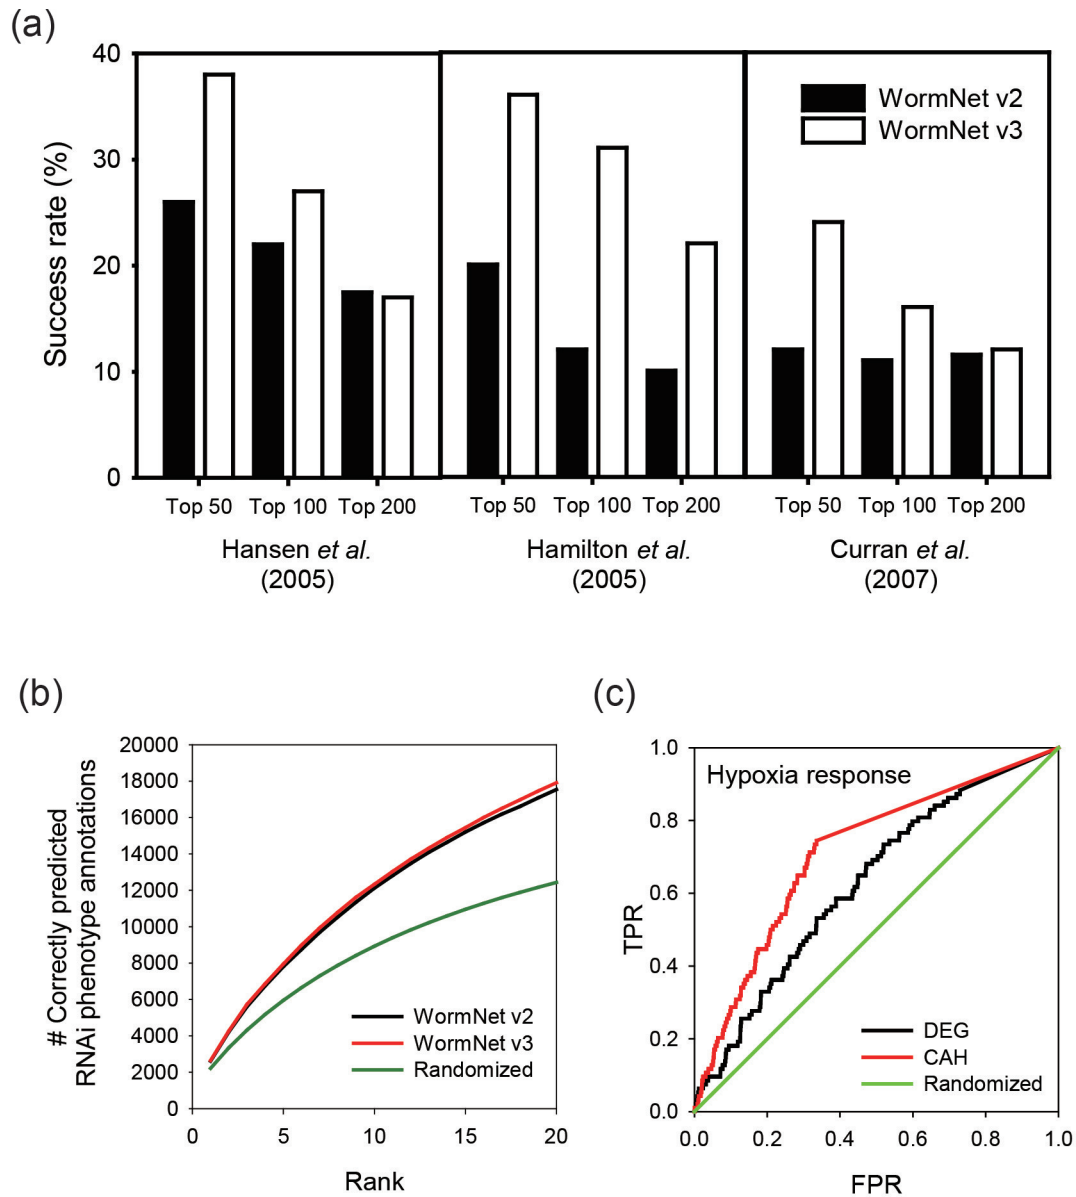 (a)
Success rate (%)
40
30
20
10
0
WormNet v2
WormNet v3
Top 50 Top 100 Top 200
Top 50 Top 100 Top 200
Top 50 Top 100 Top 200
Hansen et al.
(2005)
Hamilton et al.
(2005)
Curran et al.
(2007)
(b)
# Correctly predicted
RNAi phenotype annotations
20000
18000
16000
14000
12000
10000
8000
6000
4000
2000
0
WormNet v2
WormNet v3
Randomized
0 5 10 15 20
Rank
(c)
TPR
1.0
0.8
0.6
0.4
0.2
0.0
Hypoxia response
DEG
CAH
Randomized
0.0 0.2 0.4 0.6 0.8 1.0
FPR